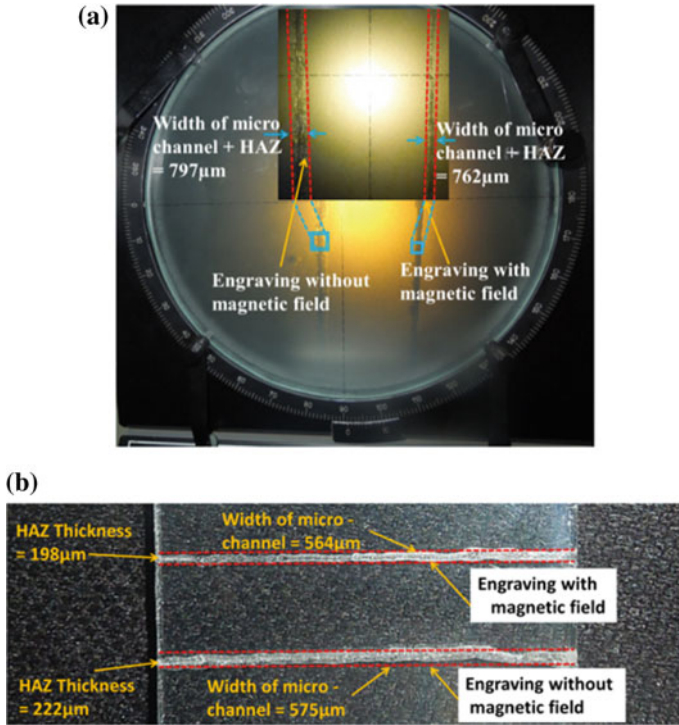 (a)
Width of micro
channel + HAZ
= 797µm
Width of micro
channel + HAZ
= 762µm
Engraving without
magnetic field
Engraving with
magnetic field
(b)
HAZ Thickness
= 198µm
Width of micro -
channel = 564µm
Engraving with
magnetic field
HAZ Thickness
= 222µm
Width of micro -
channel = 575µm
Engraving without
magnetic field